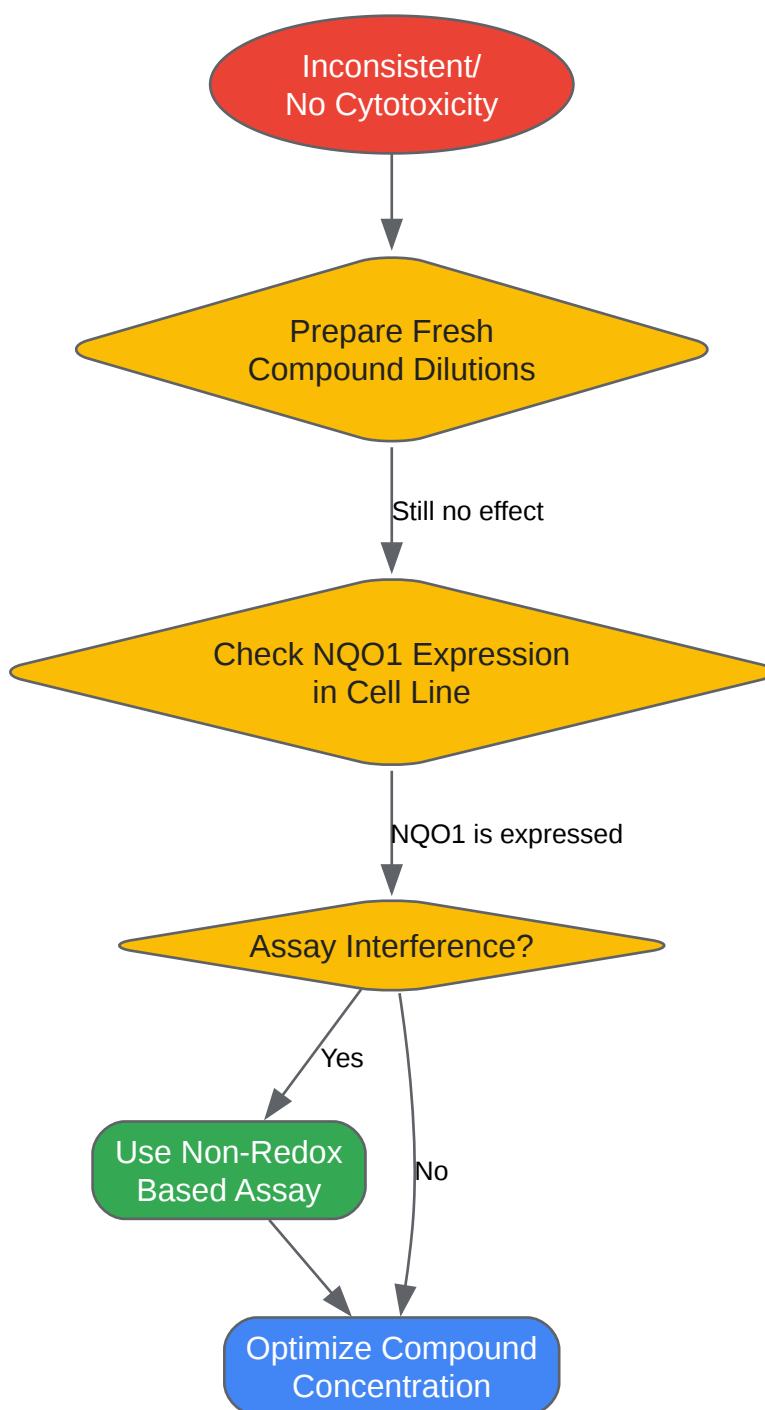 Inconsistent/
No Cytotoxicity
Prepare Fresh
Compound Dilutions
Still no effect
Check NQO1 Expression
in Cell Line
NQO1 is expressed
Assay Interference?
Yes
Use Non-Redox
Based Assay
No
Optimize Compound
Concentration